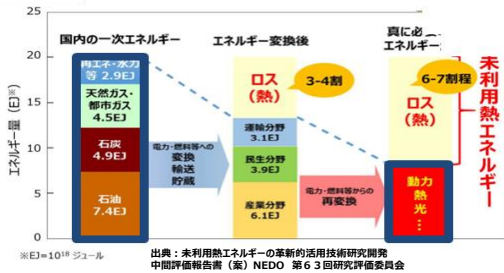 国内の一次エネルギー
エネルギー変換後
真に必
エネルギー
25
20
15
10
5
0
エネルギー量（EJ※）
再エネ・水力
等 2.9EJ
天然ガス・
都市ガス
4.5EJ
石炭
4.9EJ
石油
7.4EJ
電力・燃料等への
変換
輸送
貯蔵
ロス
（熱）
3-4割
運輸分野
3.1EJ
民生分野
3.9EJ
産業分野
6.1EJ
電力・燃料等からの
再変換
6-7割程
ロス
（熱）
動力
熱
光
…
未利用熱エネルギー
※EJ=10¹⁸ ジュール
出典：未利用熱エネルギーの革新的活用技術研究開発
中間評価報告書（案）NEDO 第６３回研究評価委員会